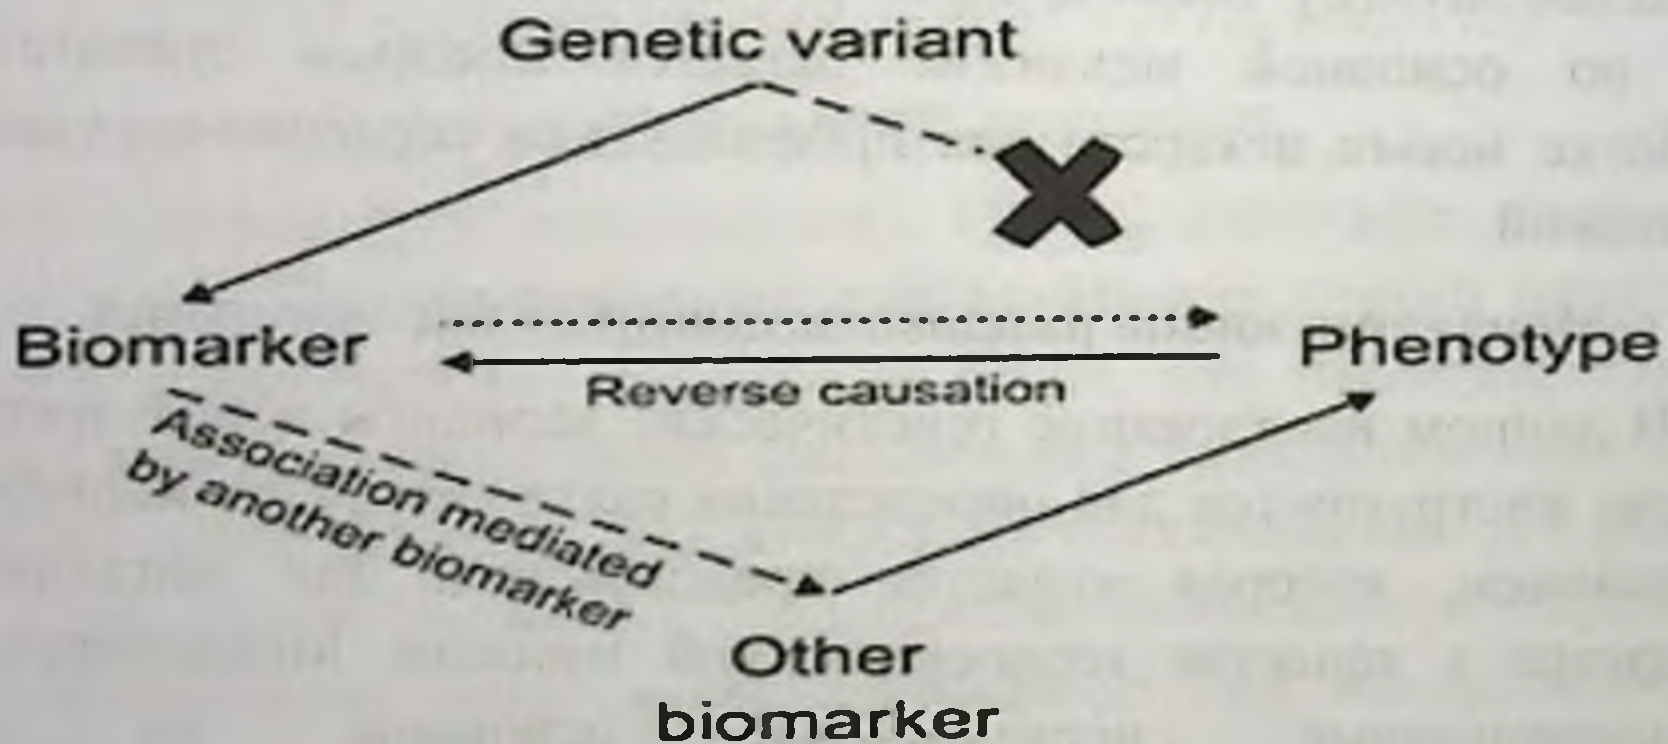 Genetic variant
Biomarker
Phenotype
Reverse causation
Association mediated
by another biomarker
Other
biomarker